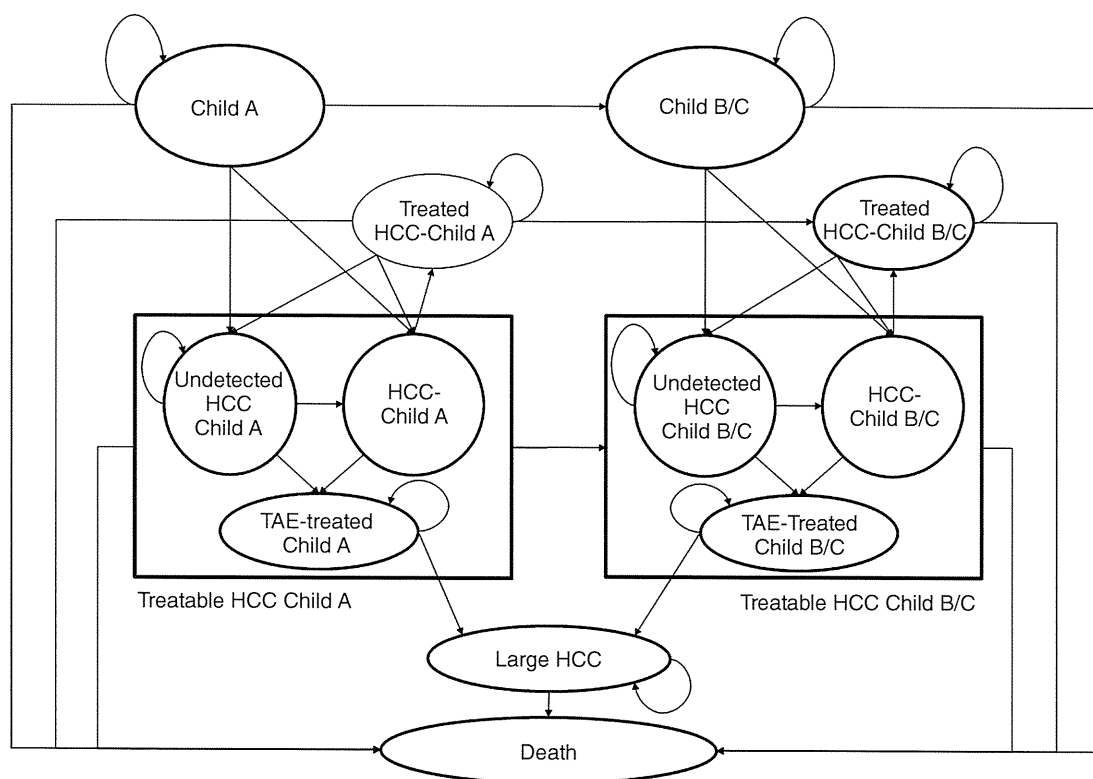 Child A
Child B/C
Treated
HCC-Child A
Treated
HCC-Child B/C
Undetected
HCC
Child A
HCC-
Child A
Undetected
HCC
Child B/C
HCC-
Child B/C
TAE-treated
Child A
TAE-Treated
Child B/C
Treatable HCC Child A
Treatable HCC Child B/C
Large HCC
Death